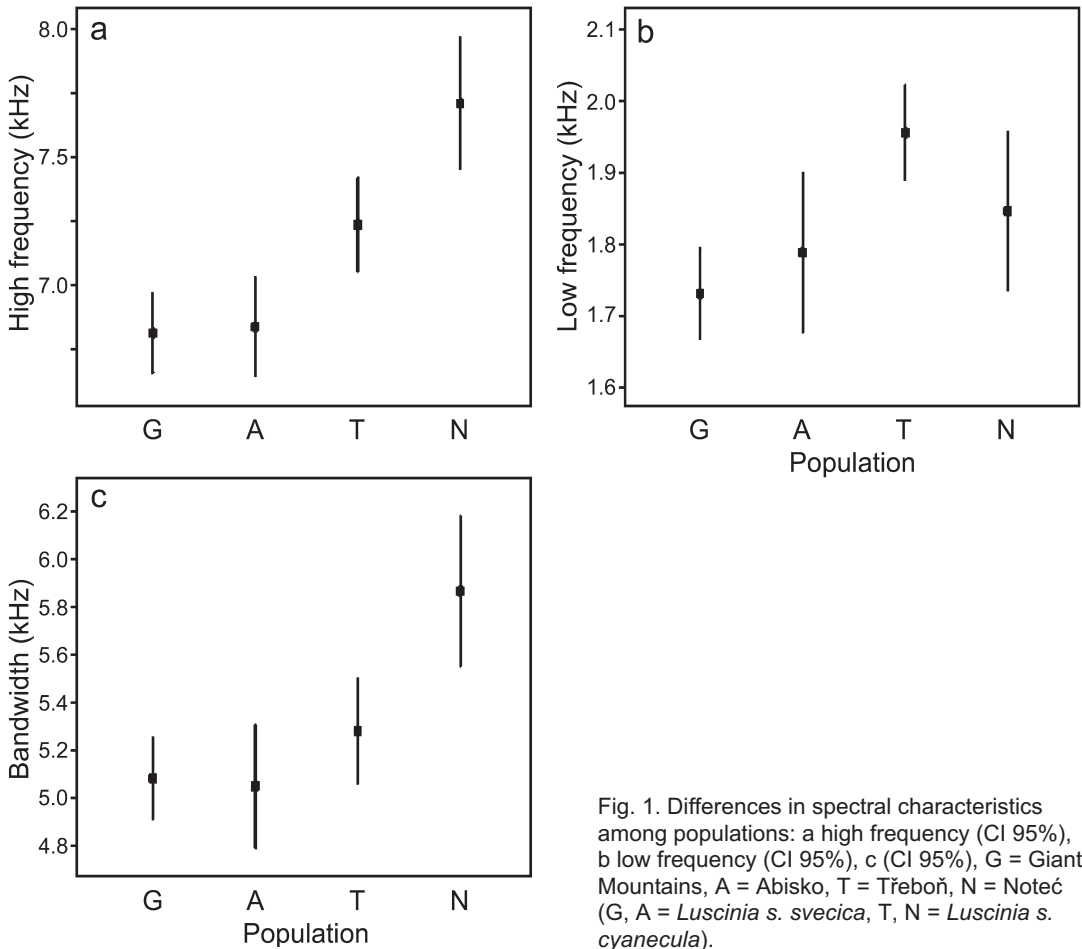 a
8.0
7.5
7.0
High frequency (kHz)
G A T N
b
2.1
2.0
1.9
1.8
1.7
1.6
Low frequency (kHz)
G A T N
Population
c
6.2
6.0
5.8
5.6
5.4
5.2
5.0
4.8
Bandwidth (kHz)
G A T N
Population
Fig. 1. Differences in spectral characteristics
among populations: a high frequency (CI 95%),
b low frequency (CI 95%), c (CI 95%), G = Giant
Mountains, A = Abisko, T = Třeboň, N = Noteć
(G, A = Luscinia s. svecica, T, N = Luscinia s.
cyanecula).